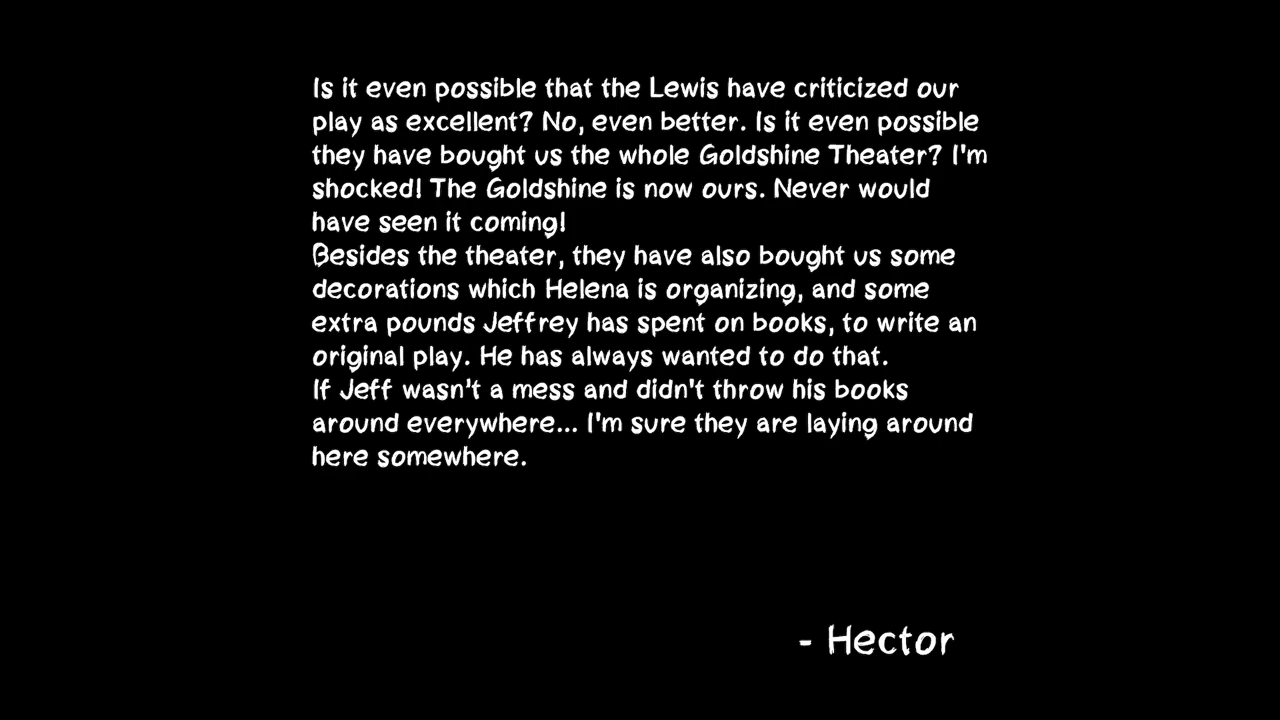 Is it even possible that the Lewis have criticized our
play as excellent? No, even better. Is it even possible
they have bought us the whole Goldshine Theater? I'm
shocked! The Goldshine is now ours. Never would
have seen it coming!
Besides the theater, they have also bought us some
decorations which Helena is organizing, and some
extra pounds Jeffrey has spent on books, to write an
original play. He has always wanted to do that.
If Jeff wasn't a mess and didn't throw his books
around everywhere... I'm sure they are laying around
here somewhere.
- Hector